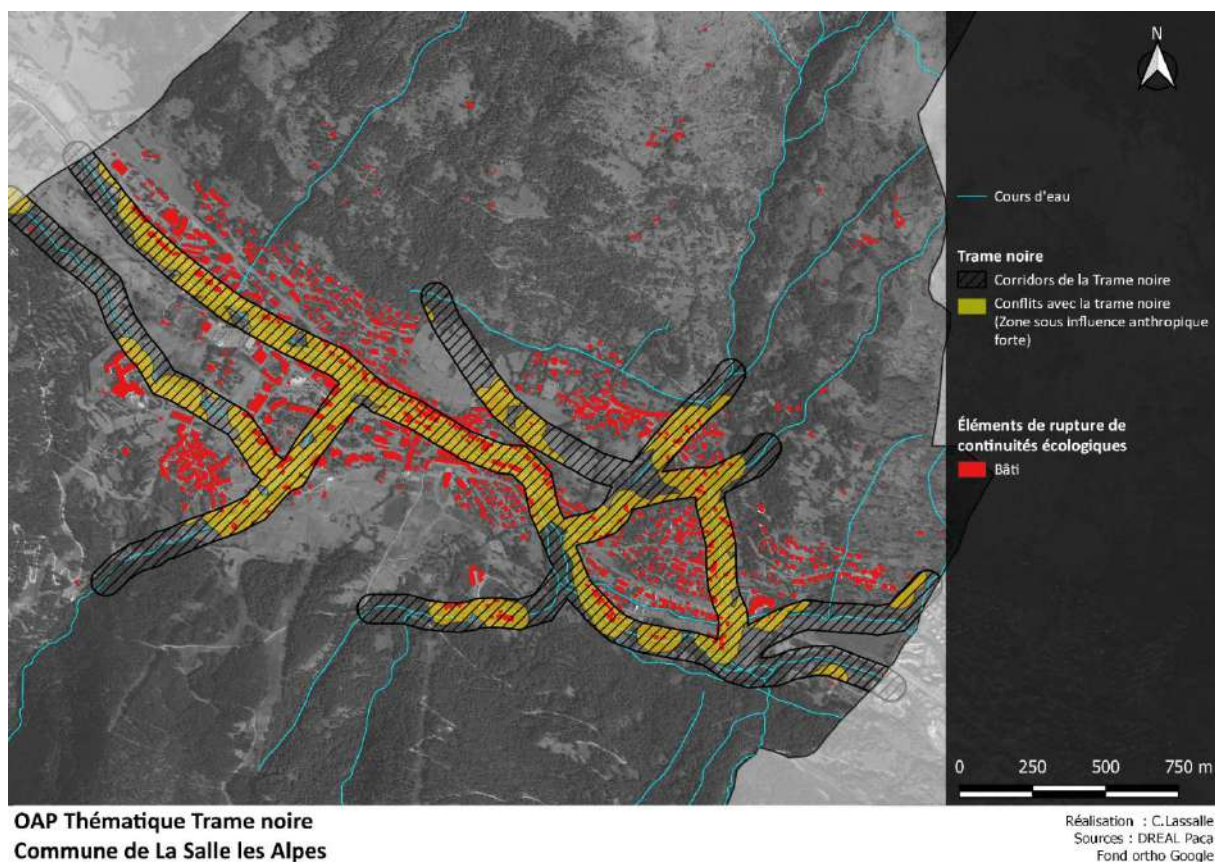 N
Cours d'eau
Trame noire
Corridors de la Trame noire
Conflits avec la trame noire
(Zone sous influence anthropique
forte)
Éléments de rupture de
continuités écologiques
Bâti
0 250 500 750 m
OAP Thématique Trame noire
Commune de La Salle les Alpes
Réalisation : C.Lassalle
Sources : DREAL Paca
Fond ortho Google